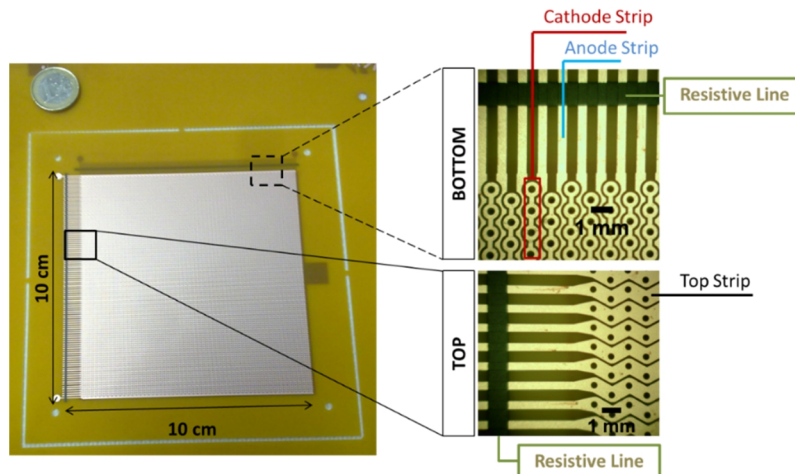 Cathode Strip
Anode Strip
Resistive Line
BOTTOM
1 mm
10 cm
10 cm
TOP
Top Strip
1 mm
Resistive Line